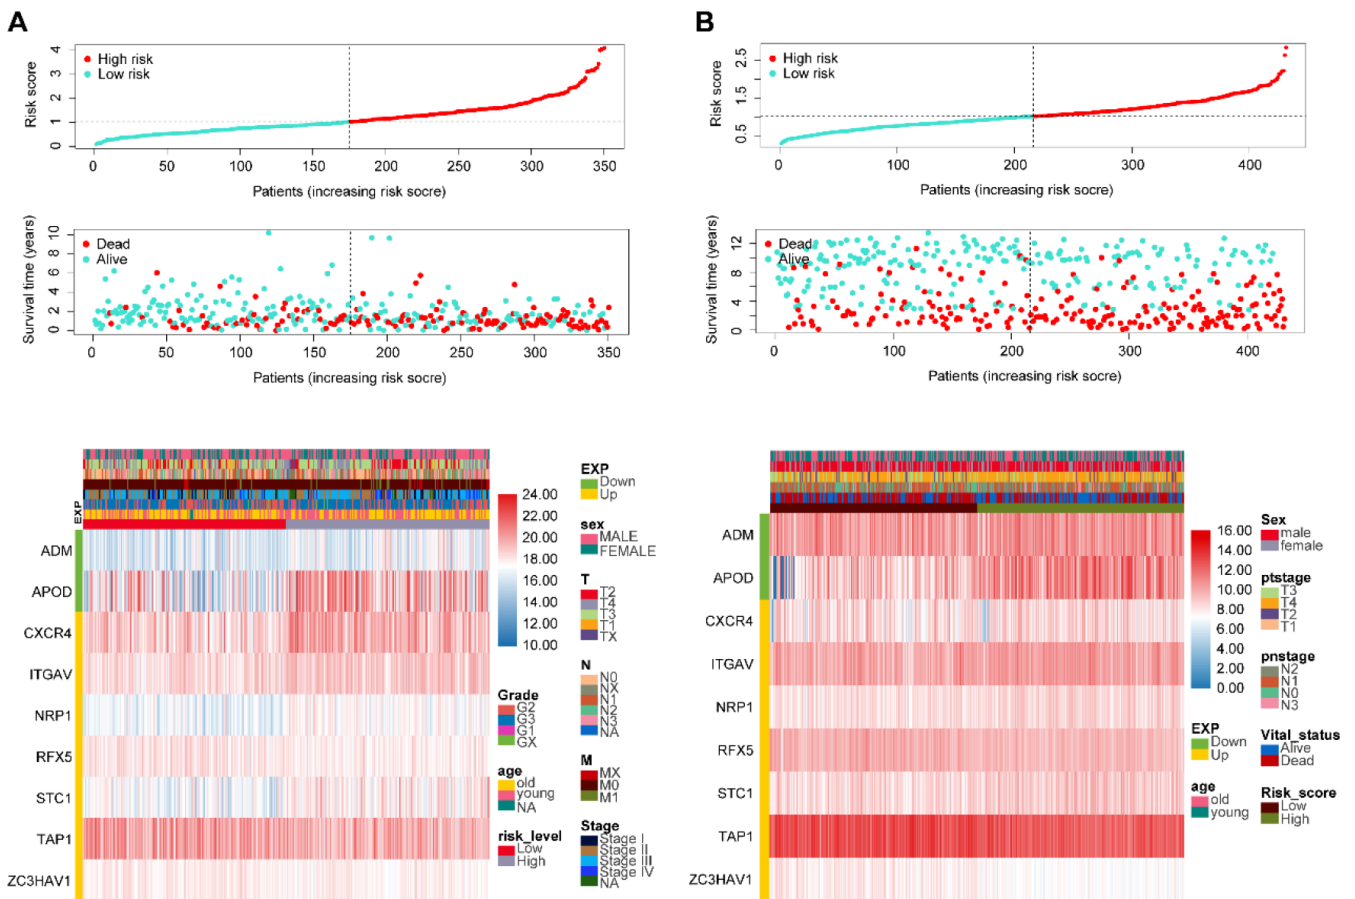 A
4
3
2
1
0
Risk score
High risk
Low risk
0 50 100 150 200 250 300 350
Patients (increasing risk socre)
10
8
6
4
2
0
Survival time (years)
Dead
Alive
0 50 100 150 200 250 300 350
Patients (increasing risk socre)
EXP
ADM
APOD
CXCR4
ITGAV
NRP1
RFX5
STC1
TAP1
ZC3HAV1
24.00
22.00
20.00
18.00
16.00
14.00
12.00
10.00
Grade
G2
G3
G1
GX
age
old
young
NA
risk_level
Low
High
EXP
Down
Up
sex
MALE
FEMALE
T
T2
T4
T3
T1
TX
N
N0
NX
N1
N2
N3
NA
M
MX
M0
M1
Stage
Stage I
Stage II
Stage III
Stage IV
NA
B
2.5
1.5
0.5
Risk score
High risk
Low risk
0 100 200 300 400
Patients (increasing risk socre)
12
8
6
4
2
0
Survival time (years)
Dead
Alive
0 100 200 300 400
Patients (increasing risk socre)
ADM
APOD
CXCR4
ITGAV
NRP1
RFX5
STC1
TAP1
ZC3HAV1
16.00
14.00
12.00
10.00
8.00
6.00
4.00
2.00
0.00
EXP
Down
Up
age
old
young
Sex
male
female
ptstage
T3
T4
T2
T1
pnstage
N2
N1
N0
N3
Vital_status
Alive
Dead
Risk_score
Low
High